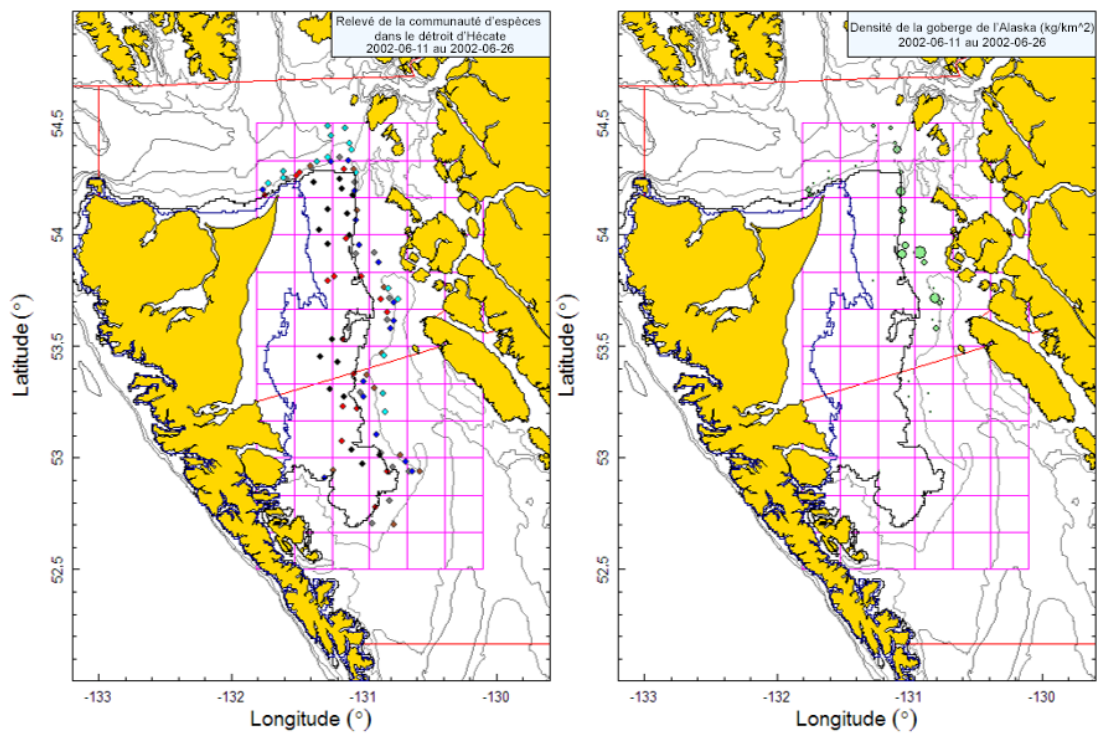 Relevé de la communauté d'espèces
dans le détroit d'Hécate
2002-06-11 au 2002-06-26
54.5
54
53.5
53
52.5
Latitude (°)
-133
-132
-131
-130
Longitude (°)
Densité de la goberge de l'Alaska (kg/km^2)
2002-06-11 au 2002-06-26
54.5
54
53.5
53
52.5
Latitude (°)
-133
-132
-131
-130
Longitude (°)